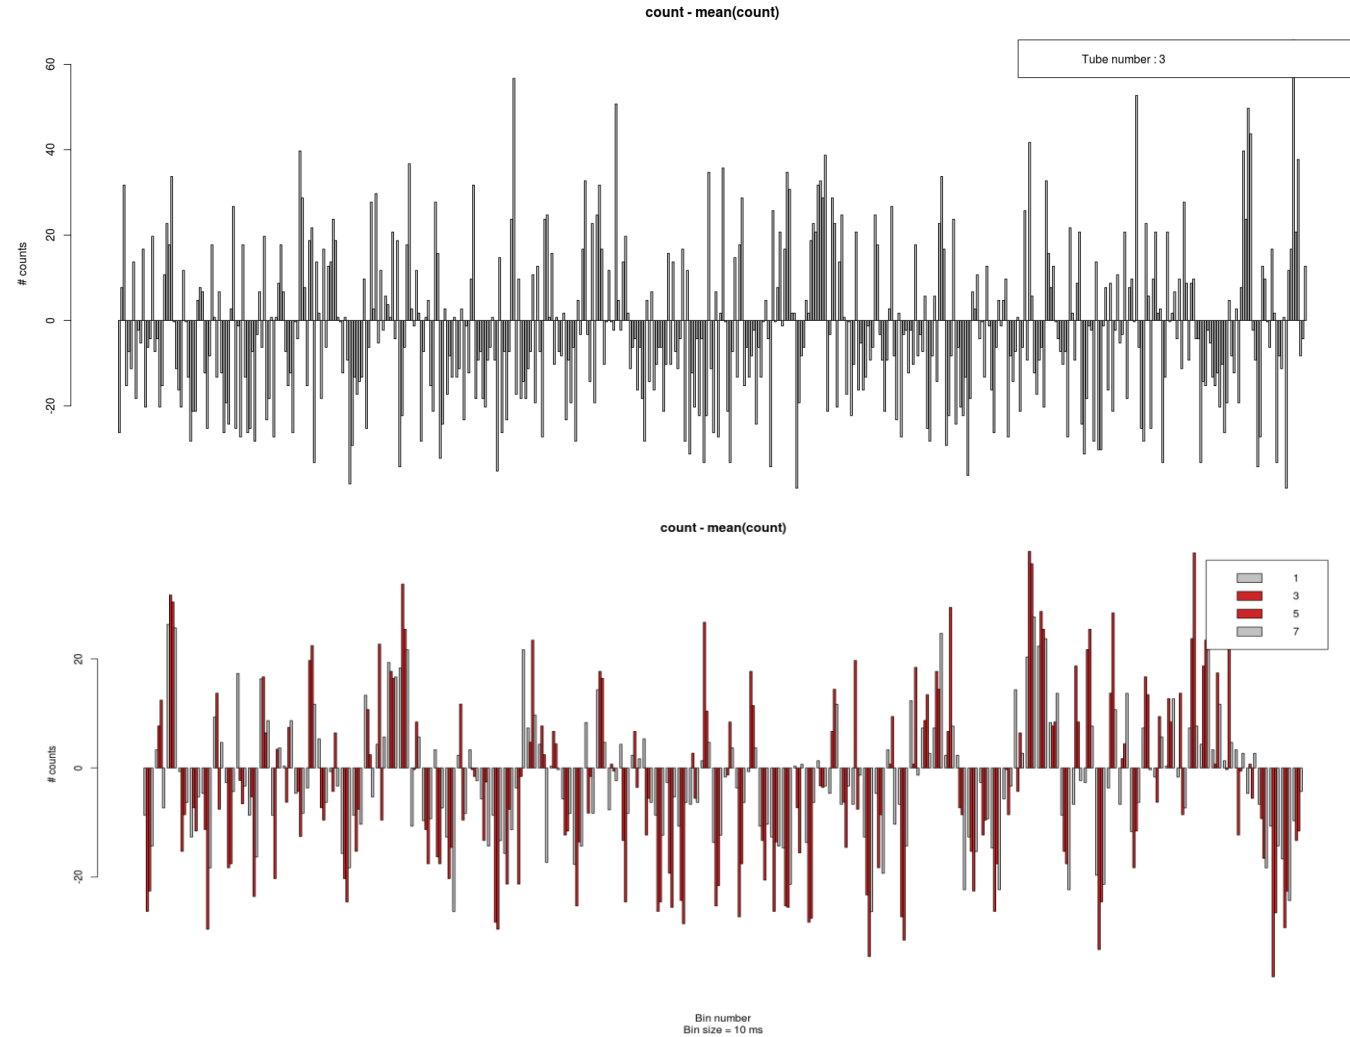 count - mean(count)
Tube number : 3
60
40
20
0
-20
# counts
count - mean(count)
1
3
5
7
20
0
-20
# counts
Bin number
Bin size = 10 ms